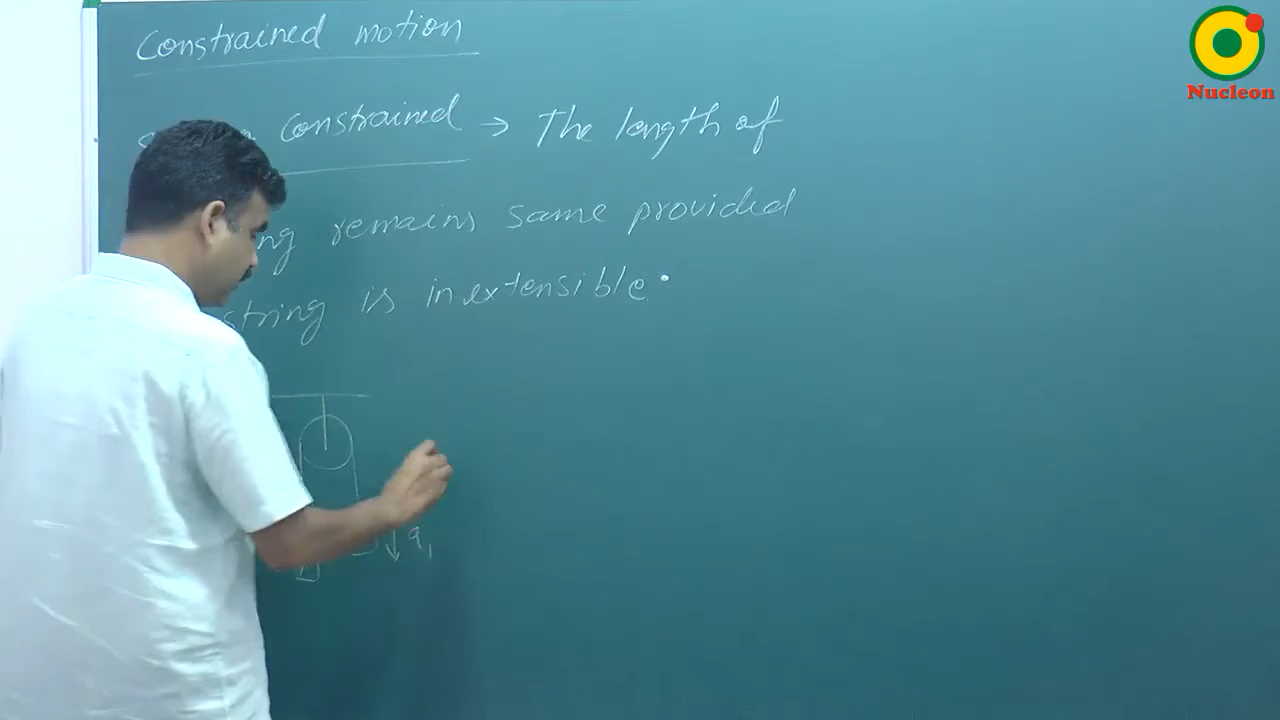 Constrained motion
constrained → The length of
remains same provided
string is inextensible.
a1
Nucleon